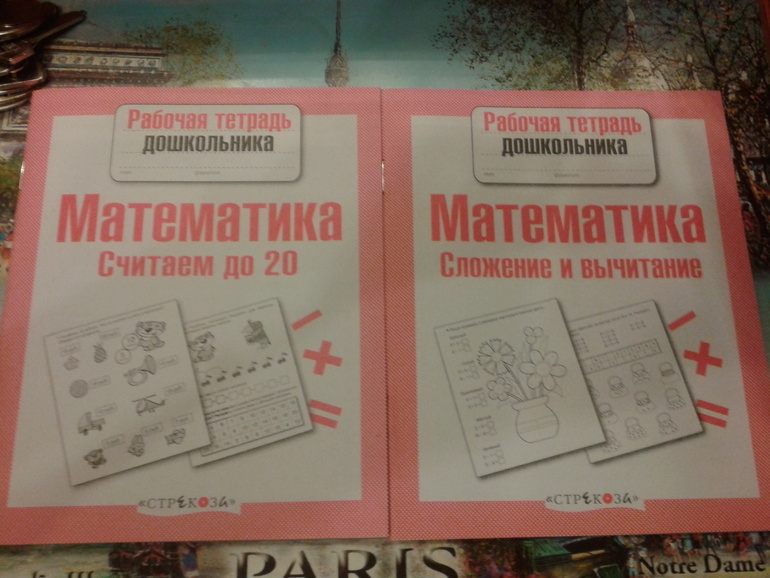 Рабочая тетрадь
дошкольника
Математика
Считаем до 20
«СТРЕКОЗА»
Рабочая тетрадь
дошкольника
Математика
Сложение и вычитание
«СТРЕКОЗА»
PARIS
Notre Dame